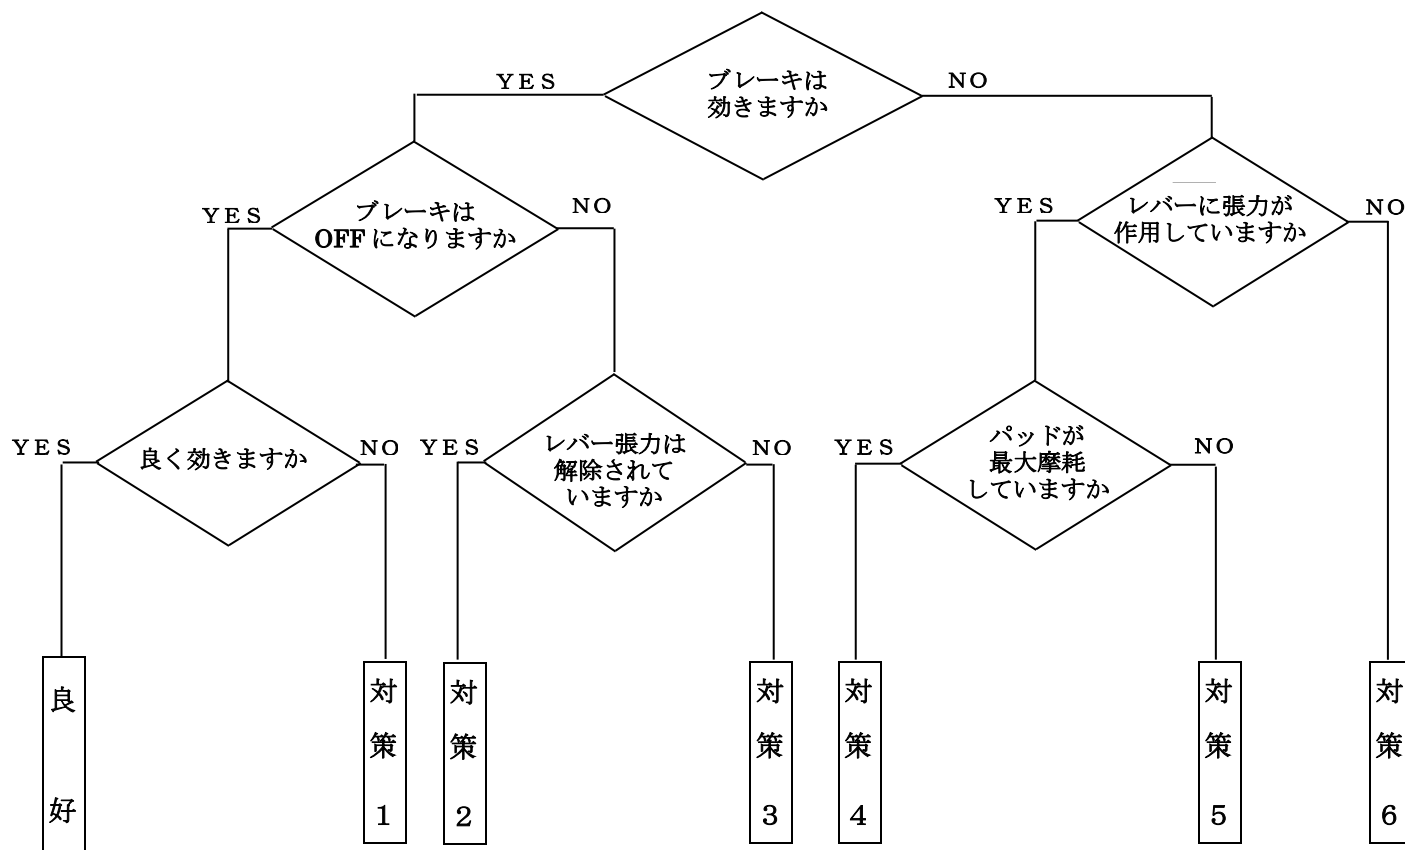 ブレーキは
効きますか
YES
NO
ブレーキは
OFFになりますか
YES
NO
レバーに張力が
作用していますか
YES
NO
良く効きますか
YES
NO
レバー張力は
解除されて
いますか
YES
NO
パッドが
最大摩耗
していますか
YES
NO
良好
対策1
対策2
対策3
対策4
対策5
対策6